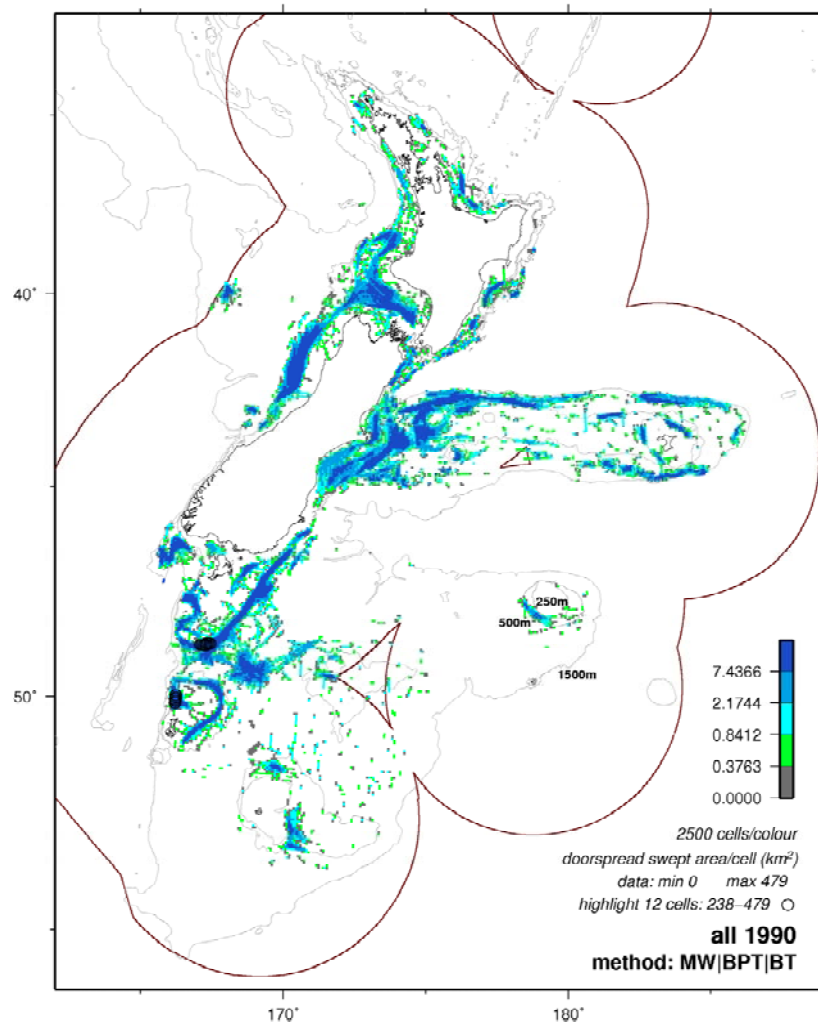 40˚
250m
500m
1500m
50˚
7.4366
2.1744
0.8412
0.3763
0.0000
2500 cells/colour
doorspread swept area/cell (km²)
data: min 0 max 479
highlight 12 cells: 238–479
all 1990
method: MW|BPT|BT
170˚ 180˚